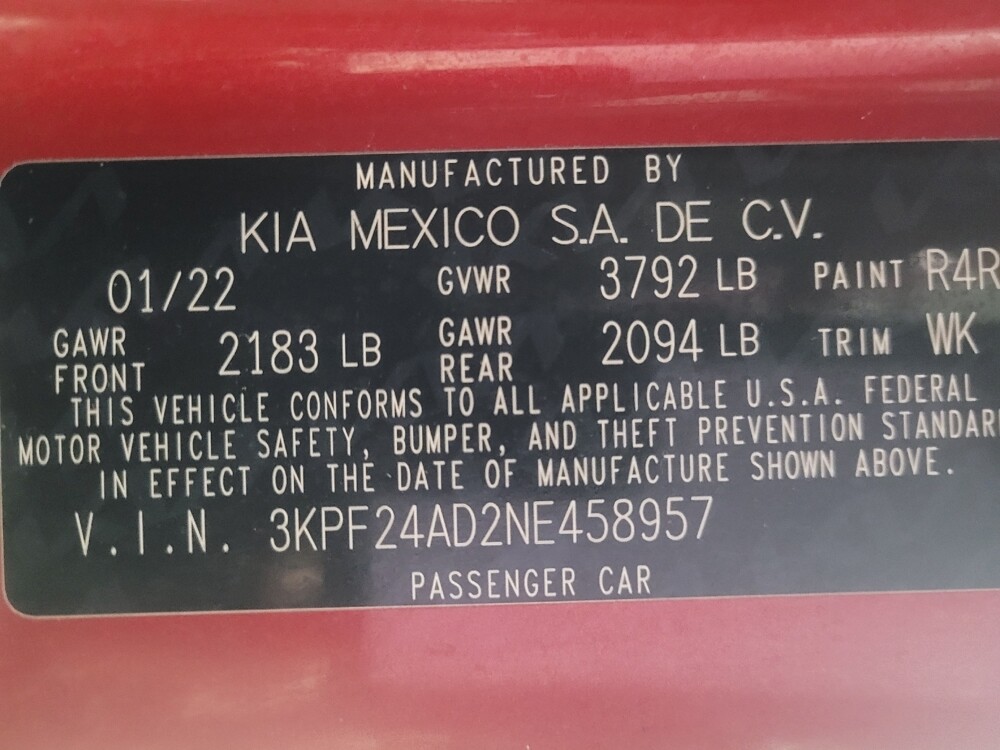 MANUFACTURED BY
KIA MEXICO S.A. DE C.V.
01/22 GVWR 3792 LB PAINT R4R
GAWR FRONT 2183 LB GAWR REAR 2094 LB TRIM WK
THIS VEHICLE CONFORMS TO ALL APPLICABLE U.S.A. FEDERAL
MOTOR VEHICLE SAFETY, BUMPER, AND THEFT PREVENTION STANDAR
IN EFFECT ON THE DATE OF MANUFACTURE SHOWN ABOVE.
V.I.N. 3KPF24AD2NE458957
PASSENGER CAR